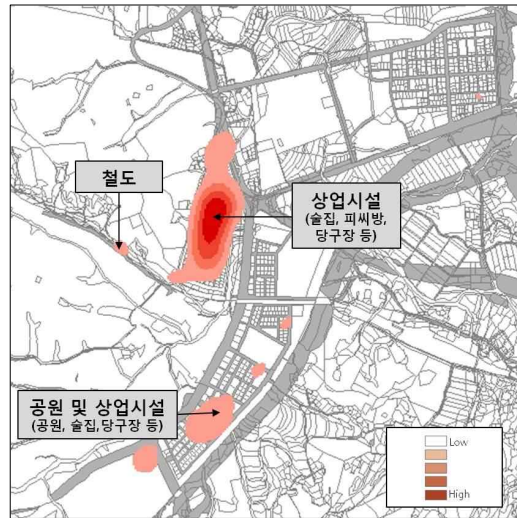 철도
상업시설
(술집, 피씨방,
당구장 등)
공원 및 상업시설
(공원, 술집,당구장 등)
Low
High